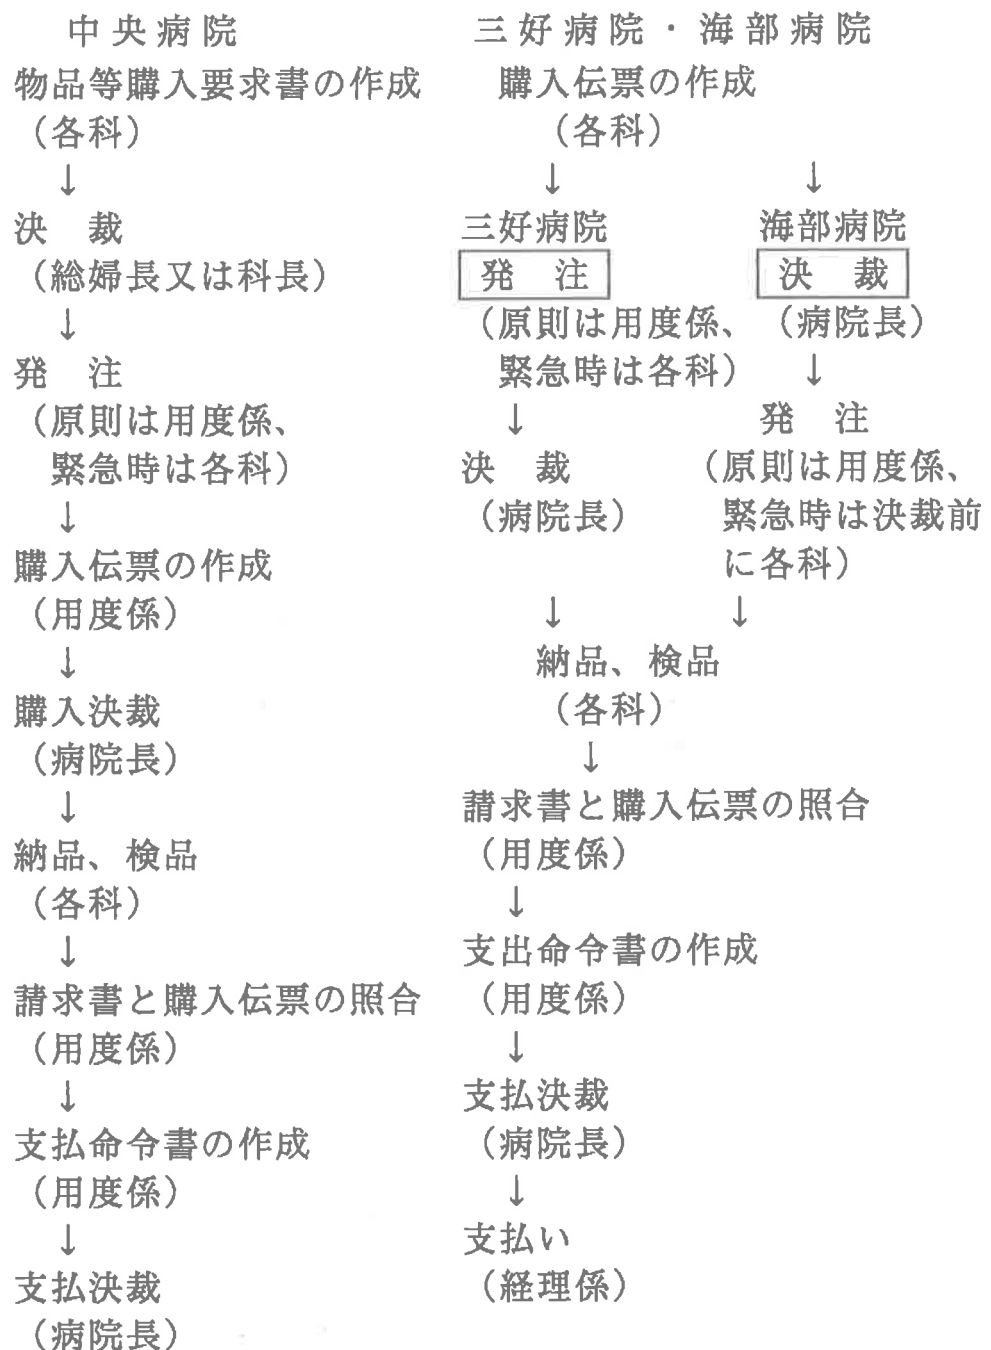 中央病院
物品等購入要求書の作成
（各科）
↓
決　裁
（総婦長又は科長）
↓
発　注
（原則は用度係、
緊急時は各科）
↓
購入伝票の作成
（用度係）
↓
購入決裁
（病院長）
↓
納品、検品
（各科）
↓
請求書と購入伝票の照合
（用度係）
↓
支払命令書の作成
（用度係）
↓
支払決裁
（病院長）
三好病院・海部病院
購入伝票の作成
（各科）
↓
三好病院
発　注
（原則は用度係、
緊急時は各科）
↓
決　裁
（病院長）
↓
↓
海部病院
決　裁
（病院長）
↓
発　注
（原則は用度係、
緊急時は決裁前
に各科）
↓
納品、検品
（各科）
↓
請求書と購入伝票の照合
（用度係）
↓
支出命令書の作成
（用度係）
↓
支払決裁
（病院長）
↓
支払い
（経理係）